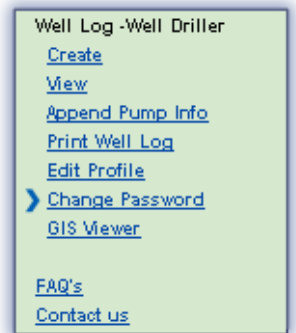 Well Log -Well Driller
Create
View
Append Pump Info
Print Well Log
Edit Profile
Change Password
GIS Viewer
FAQ's
Contact us